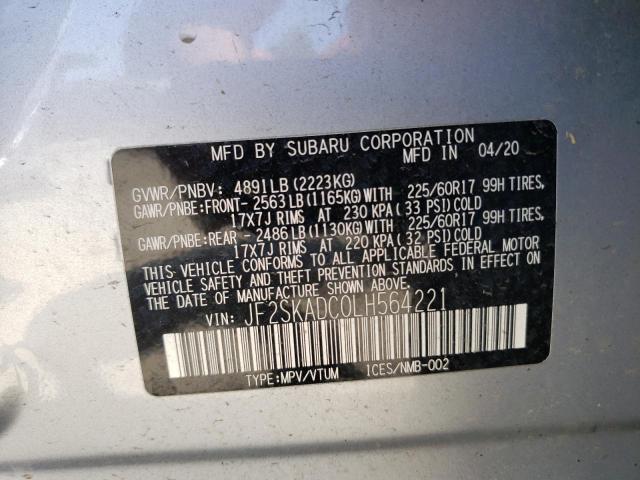 MFD BY SUBARU CORPORATION MFD IN 04/20
GVWR/PNBV: 4891LB(2223KG)
GAWR/PNBE:FRONT- 2563LB(1165KG)WITH 225/60R17 99H TIRES,
17X7J RIMS AT 230 KPA(33 PSI)COLD
GAWR/PNBE:REAR - 2486LB(1130KG)WITH 225/60R17 99H TIRES,
17X7J RIMS AT 220 KPA(32 PSI)COLD
THIS VEHICLE CONFORMS TO ALL APPLICABLE FEDERAL MOTOR
VEHICLE SAFETY AND THEFT PREVENTION STANDARDS IN EFFECT ON
THE DATE OF MANUFACTURE SHOWN ABOVE.
VIN: JF2SKADC0LH564221
TYPE:MPV/VTUM ICES/NMB-002